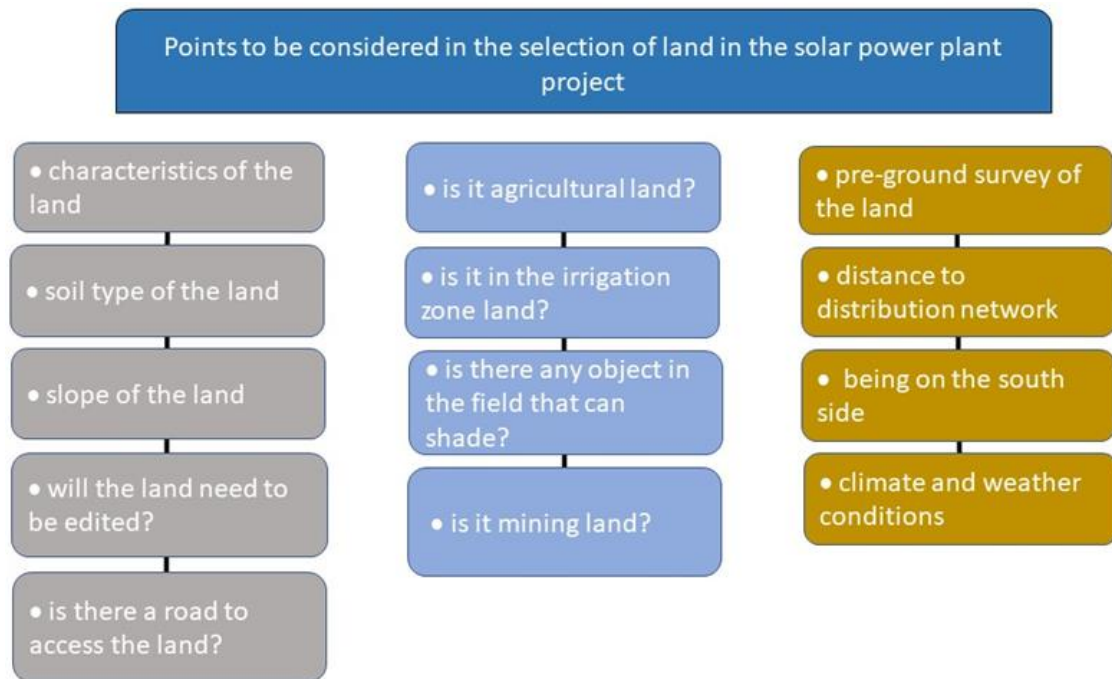 Points to be considered in the selection of land in the solar power plant
project
• characteristics of the
land
• soil type of the land
• slope of the land
• will the land need to
be edited?
• is there a road to
access the land?
• is it agricultural land?
• is it in the irrigation
zone land?
• is there any object in
the field that can
shade?
• is it mining land?
• pre-ground survey of
the land
• distance to
distribution network
• being on the south
side
• climate and weather
conditions